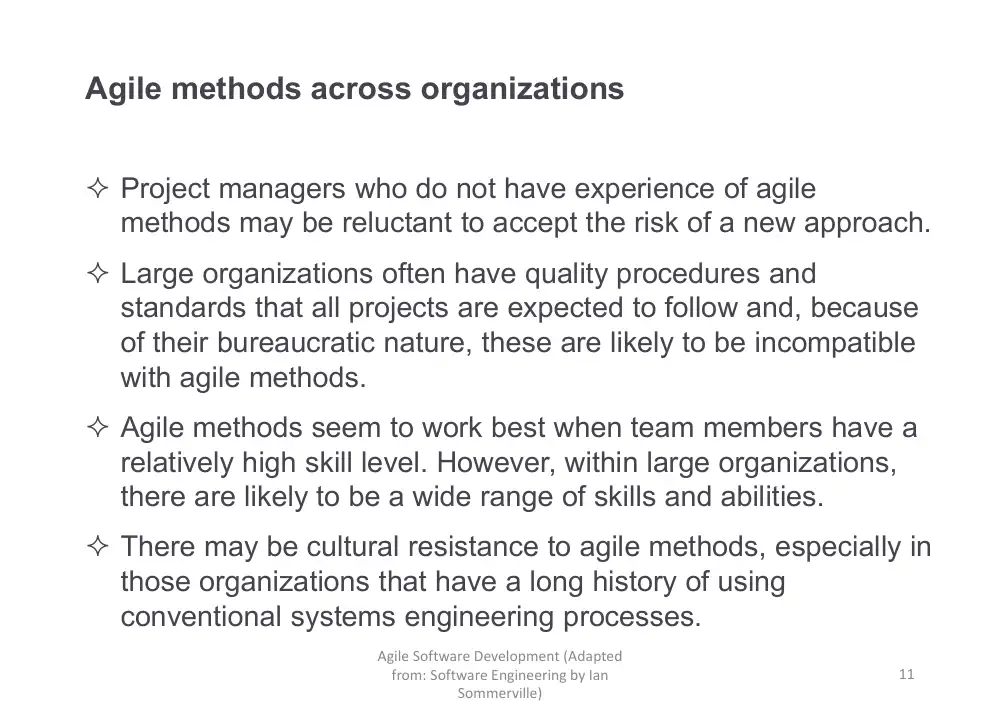 Agile methods across organizations
✧ Project managers who do not have experience of agile
methods may be reluctant to accept the risk of a new approach.
✧ Large organizations often have quality procedures and
standards that all projects are expected to follow and, because
of their bureaucratic nature, these are likely to be incompatible
with agile methods.
✧ Agile methods seem to work best when team members have a
relatively high skill level. However, within large organizations,
there are likely to be a wide range of skills and abilities.
✧ There may be cultural resistance to agile methods, especially in
those organizations that have a long history of using
conventional systems engineering processes.
Agile Software Development (Adapted
from: Software Engineering by Ian
Sommerville)
11